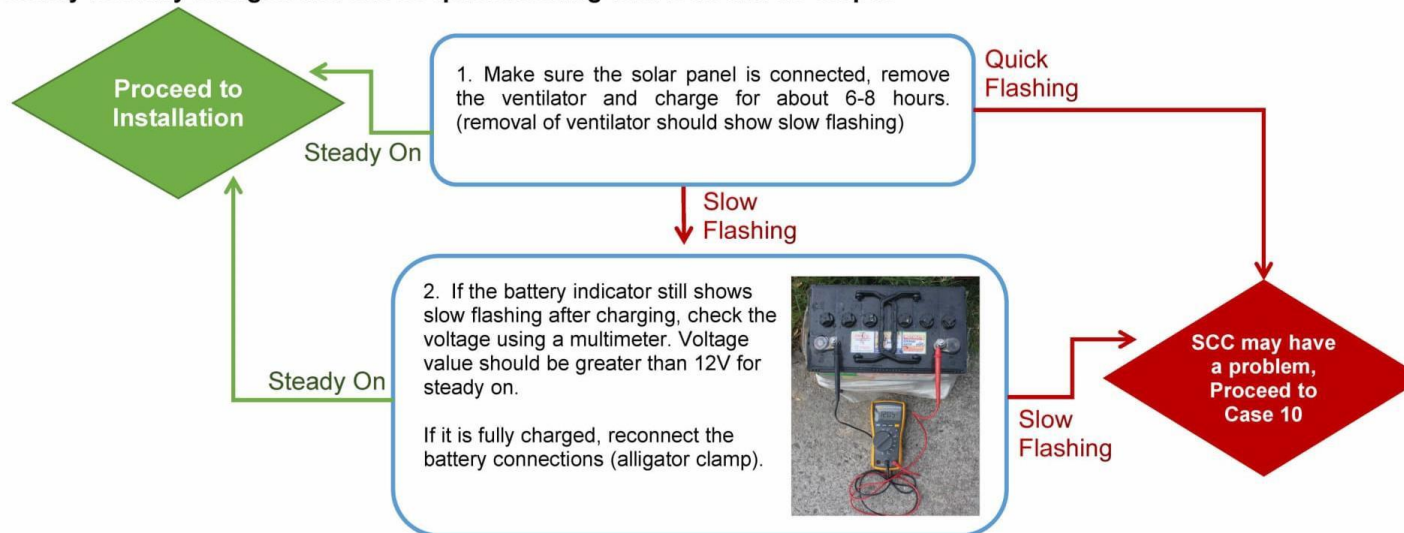 Proceed to
Installation
Steady On
1. Make sure the solar panel is connected, remove
the ventilator and charge for about 6-8 hours.
(removal of ventilator should show slow flashing)
Quick
Flashing
Slow
Flashing
2. If the battery indicator still shows
slow flashing after charging, check the
voltage using a multimeter. Voltage
value should be greater than 12V for
steady on.
If it is fully charged, reconnect the
battery connections (alligator clamp).
Steady On
Slow
Flashing
SCC may have
a problem,
Proceed to
Case 10